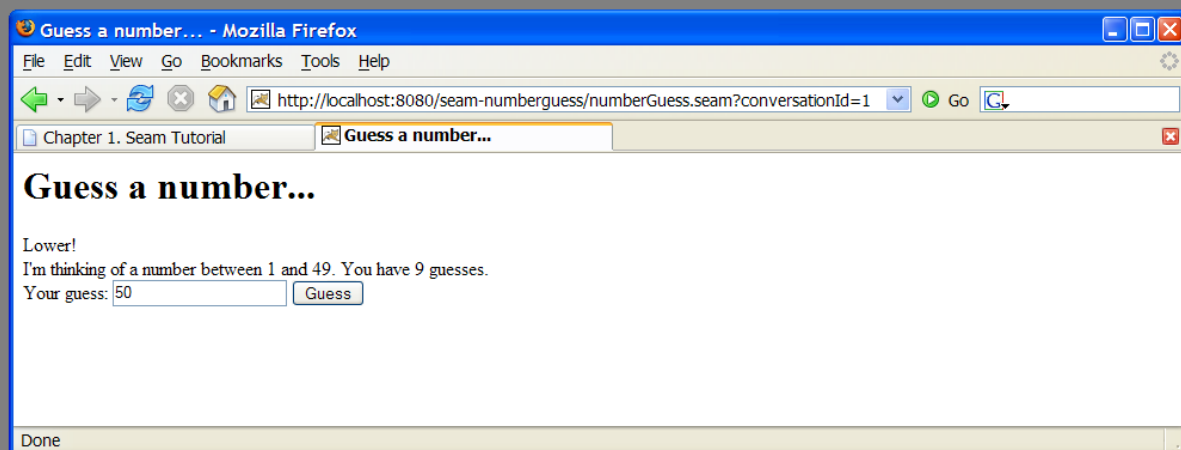 Guess a number... - Mozilla Firefox
File Edit View Go Bookmarks Tools Help
http://localhost:8080/seam-numberguess/numberGuess.seam?conversationId=1 Go G
Chapter 1. Seam Tutorial Guess a number...
Guess a number...
Lower!
I'm thinking of a number between 1 and 49. You have 9 guesses.
Your guess: 50 Guess
Done